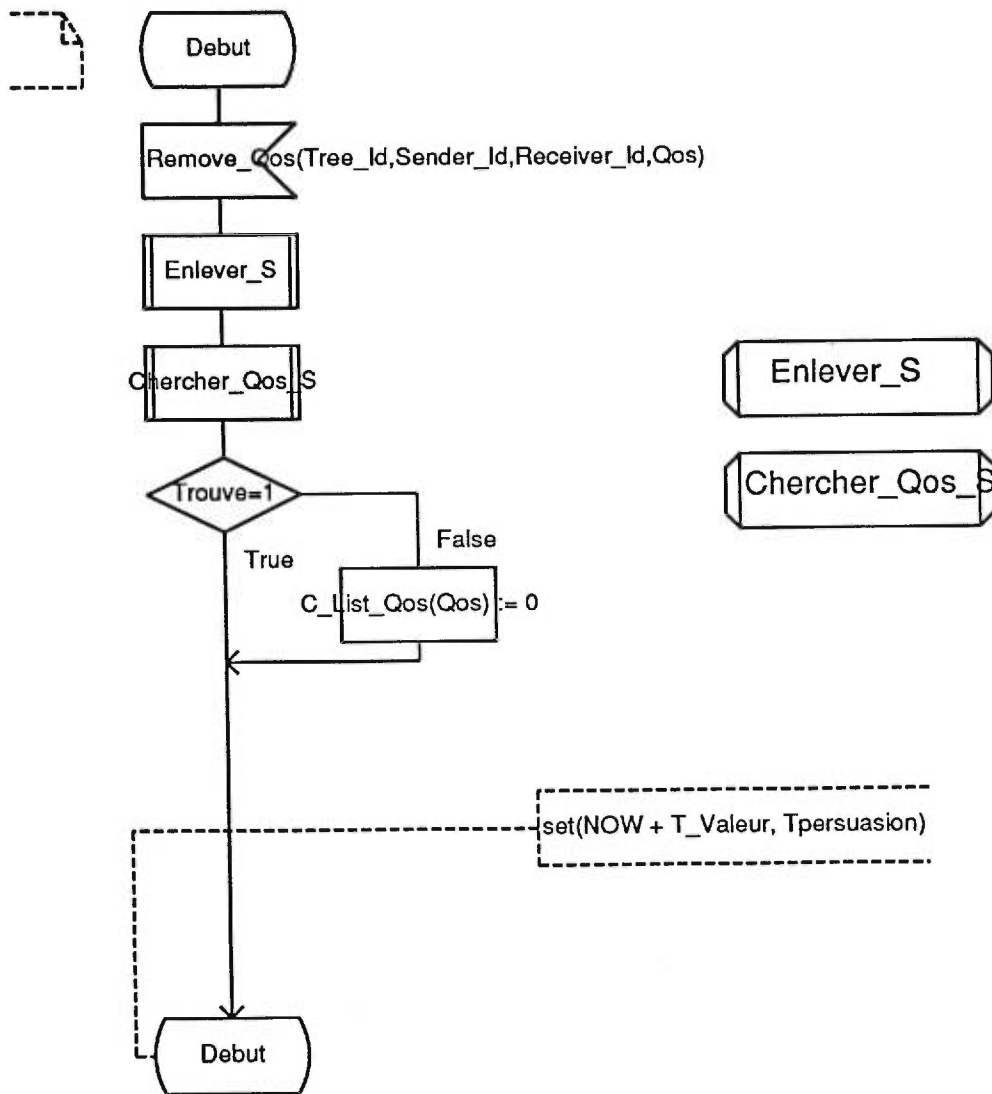 Debut
Remove_Qos(Tree_Id,Sender_Id,Receiver_Id,Qos)
Enlever_S
Chercher_Qos_S
Enlever_S
Chercher_Qos_S
Trouve=1
True
False
C_List_Qos(Qos) := 0
set(NOW + T_Valeur, Tpersuasion)
Debut